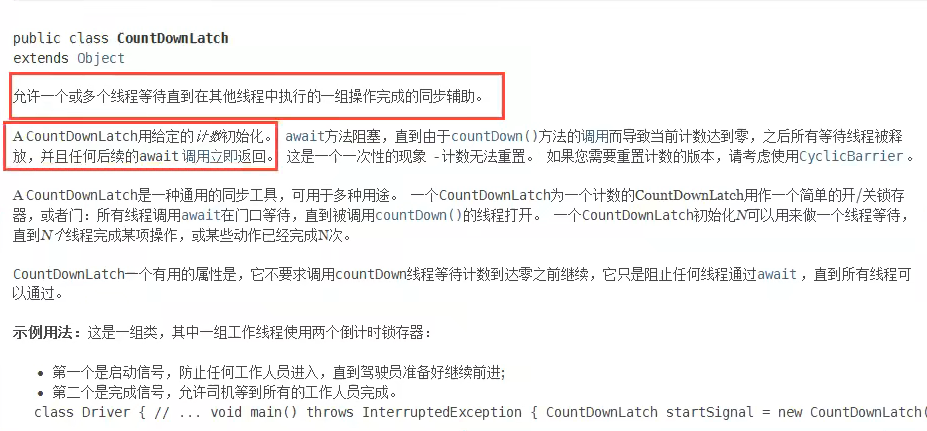 public class CountDownLatch
extends Object
允许一个或多个线程等待直到在其他线程中执行的一组操作完成的同步辅助。
A CountDownLatch用给定的计数初始化。 await方法阻塞，直到由于countDown()方法的调用而导致当前计数达到零，之后所有等待线程被释
放，并且任何后续的await 调用立即返回。 这是一个一次性的现象 - 计数无法重置。 如果您需要重置计数的版本，请考虑使用CyclicBarrier 。
A CountDownLatch是一种通用的同步工具，可用于多种用途。 一个CountDownLatch为一个计数的CountDownLatch用作一个简单的开/关锁存
器，或者门：所有线程调用await在门口等待，直到被调用countDown()的线程打开。 一个CountDownLatch初始化N可以用来做一个线程等待，
直到N个线程完成某项操作，或某些动作已经完成N次。
CountDownLatch一个有用的属性是，它不要求调用countDown线程等待计数到达零之前继续，它只是阻止任何线程通过await ，直到所有线程可
以通过。
示例用法：这是一组类，其中一组工作线程使用两个倒计时锁存器：
• 第一个是启动信号，防止任何工作人员进入，直到驾驶员准备好继续前进;
• 第二个是完成信号，允许司机等到所有的工作人员完成。
class Driver { // ... void main() throws InterruptedException { CountDownLatch startSignal = new CountDownLatch(